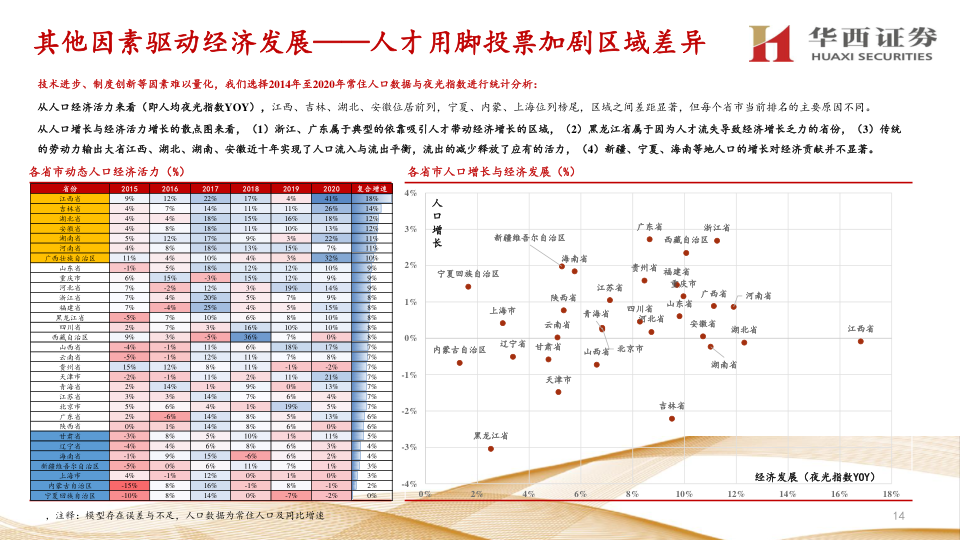 其他因素驱动经济发展——人才用脚投票加剧区域差异
华西证券
HUAXI SECURITIES
技术进步、制度创新等因素难以量化，我们选择2014年至2020年常住人口数据与夜光指数进行统计分析：
从人口经济活力来看（即人均夜光指数YOY），江西、吉林、湖北、安徽位居前列，宁夏、内蒙、上海位列榜尾，区域之间差距显著，但每个省市当前排名的主要原因不同。
从人口增长与经济活力增长的散点图来看，（1）浙江、广东属于典型的依靠吸引人才带动经济增长的区域，（2）黑龙江省属于因为人才流失导致经济增长乏力的省份，（3）传统
的劳动力输出大省江西、湖北、湖南、安徽近十年实现了人口流入与流出平衡，流出的减少释放了应有的活力，（4）新疆、宁夏、海南等地人口的增长对经济贡献并不显著。
各省市动态人口经济活力（%）
省份 2015 2016 2017 2018 2019 2020 复合增速
江西省 9% 12% 22% 17% 4% 41% 18%
吉林省 4% 7% 14% 11% 11% 26% 14%
湖北省 4% 4% 18% 15% 16% 18% 12%
安徽省 4% 8% 18% 11% 10% 13% 12%
湖南省 5% 12% 17% 9% 3% 22% 11%
河南省 4% 8% 18% 13% 15% 7% 11%
广西壮族自治区 11% 4% 10% 4% 3% 32% 10%
山东省 -1% 5% 18% 12% 12% 10% 9%
重庆市 6% 15% -3% 15% 12% 9% 9%
河北省 7% -2% 12% 3% 19% 14% 9%
浙江省 7% 4% 20% 5% 7% 9% 8%
福建省 7% -4% 25% 4% 5% 15% 8%
黑龙江省 -5% 7% 10% 6% 8% 10% 8%
四川省 2% 7% 3% 16% 10% 10% 8%
西藏自治区 9% 3% -5% 36% 7% 0% 8%
山西省 -4% -1% 11% 6% 18% 17% 7%
云南省 -5% -1% 12% 11% 7% 8% 7%
贵州省 15% 12% 8% 11% -1% -2% 7%
天津市 -2% -1% 11% 2% 11% 21% 7%
青海省 2% 14% 1% 9% 0% 13% 7%
江苏省 3% 3% 14% 7% 6% 4% 7%
北京市 5% 6% 4% 1% 19% 5% 7%
广东省 2% -6% 14% 8% 5% 13% 6%
陕西省 0% 1% 14% 8% 6% 0% 6%
甘肃省 -3% 8% 5% 10% 1% 11% 5%
辽宁省 -4% 4% 6% 8% 6% 3% 4%
海南省 -1% 9% 15% -6% 6% 2% 4%
新疆维吾尔自治区 -5% 0% 6% 11% 7% 1% 3%
上海市 4% -1% 12% 0% 1% 0% 3%
内蒙古自治区 -15% 8% 16% -1% 8% -1% 2%
宁夏回族自治区 -10% 8% 14% 0% -7% -2% 0%
各省市人口增长与经济发展（%）
人口增长
4%
3%
2%
1%
0%
-1%
-2%
-3%
-4%
广东省
浙江省
新疆维吾尔自治区
西藏自治区
海南省
宁夏回族自治区
贵州省
福建省
重庆市
江苏省
广西省
河南省
陕西省
山东省
上海市
青海省
四川省
河北省
云南省
安徽省
湖北省
江西省
内蒙古自治区
辽宁省
甘肃省
山西省
北京市
湖南省
天津市
吉林省
黑龙江省
经济发展（夜光指数YOY）
0% 2% 4% 6% 8% 10% 12% 14% 16% 18%
，注释：模型存在误差与不足，人口数据为常住人口及同比增速
14